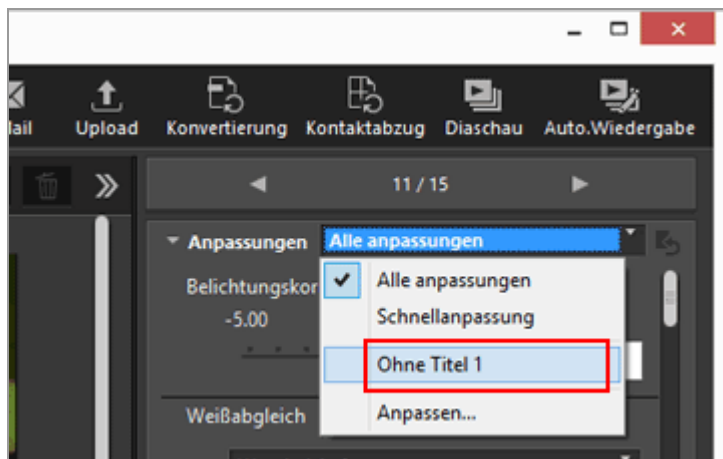 Upload Konvertierung Kontaktabzug Diaschau Auto.Wiedergabe
11 / 15
Anpassungen Alle anpassungen
Belichtungskor
Alle anpassungen
-5.00
Schnellanpassung
Ohne Titel 1
Weißabgleich
Anpassen...